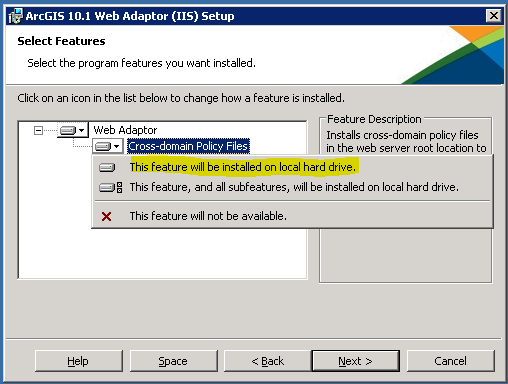 ArcGIS 10.1 Web Adaptor (IIS) Setup
Select Features
Select the program features you want installed.
Click on an icon in the list below to change how a feature is installed.
Web Adaptor
Cross-domain Policy Files
This feature will be installed on local hard drive.
This feature, and all subfeatures, will be installed on local hard drive.
This feature will not be available.
Feature Description
Installs cross-domain policy files
in the web server root location to
Help
Space
< Back
Next >
Cancel